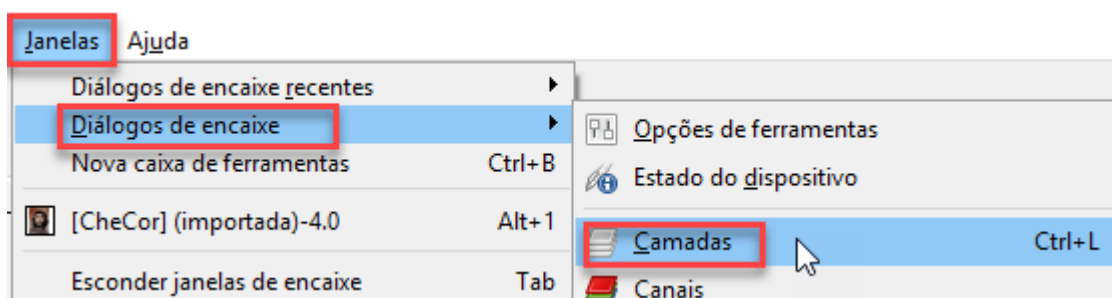 Janelas Ajuda
Diálogos de encaixe recentes
Diálogos de encaixe
Nova caixa de ferramentas Ctrl+B
[CheCor] (importada)-4.0 Alt+1
Esconder janelas de encaixe Tab
Opções de ferramentas
Estado do dispositivo
Camadas Ctrl+L
Canais